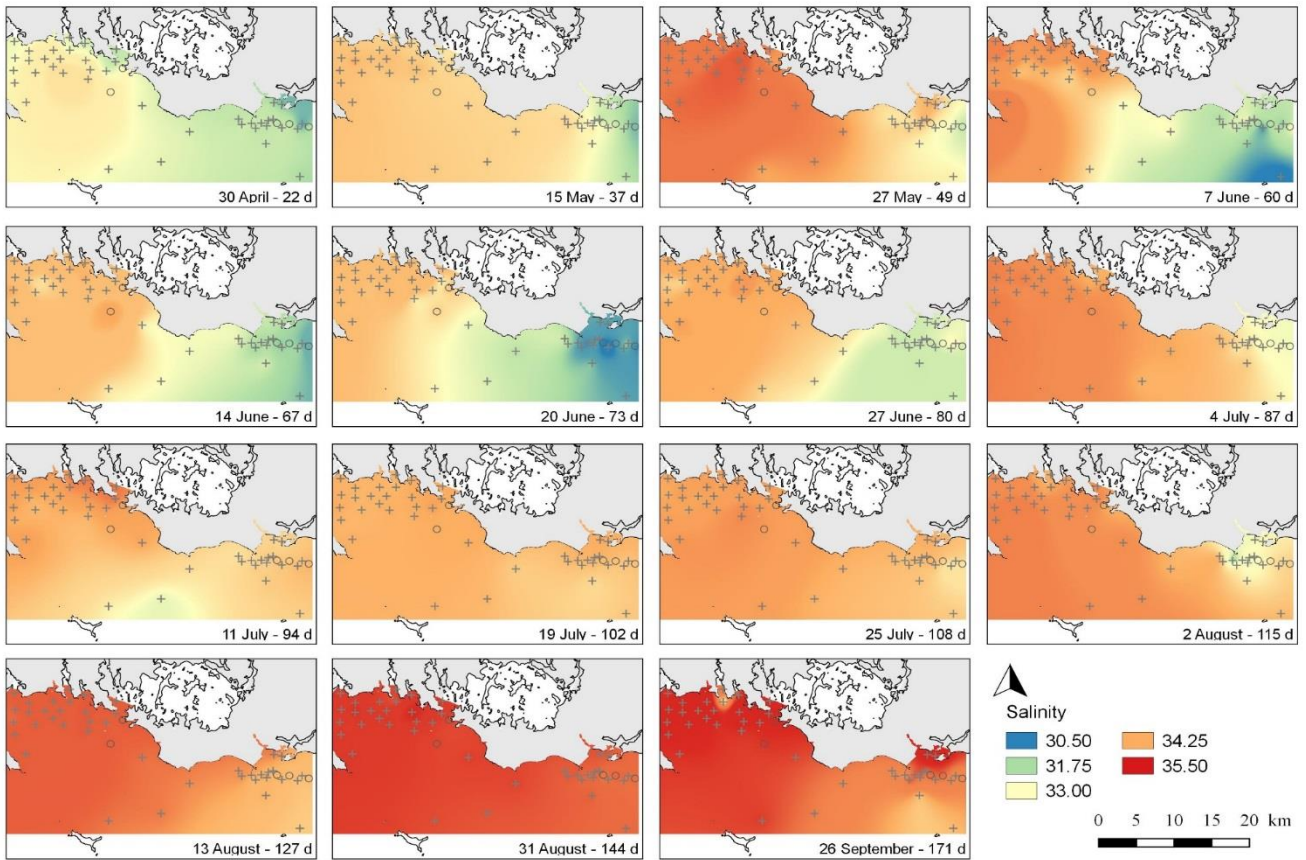 30 April - 22 d
15 May - 37 d
27 May - 49 d
7 June - 60 d
14 June - 67 d
20 June - 73 d
27 June - 80 d
4 July - 87 d
11 July - 94 d
19 July - 102 d
25 July - 108 d
2 August - 115 d
13 August - 127 d
31 August - 144 d
26 September - 171 d
Salinity
30.50 34.25
31.75 35.50
33.00
0 5 10 15 20 km